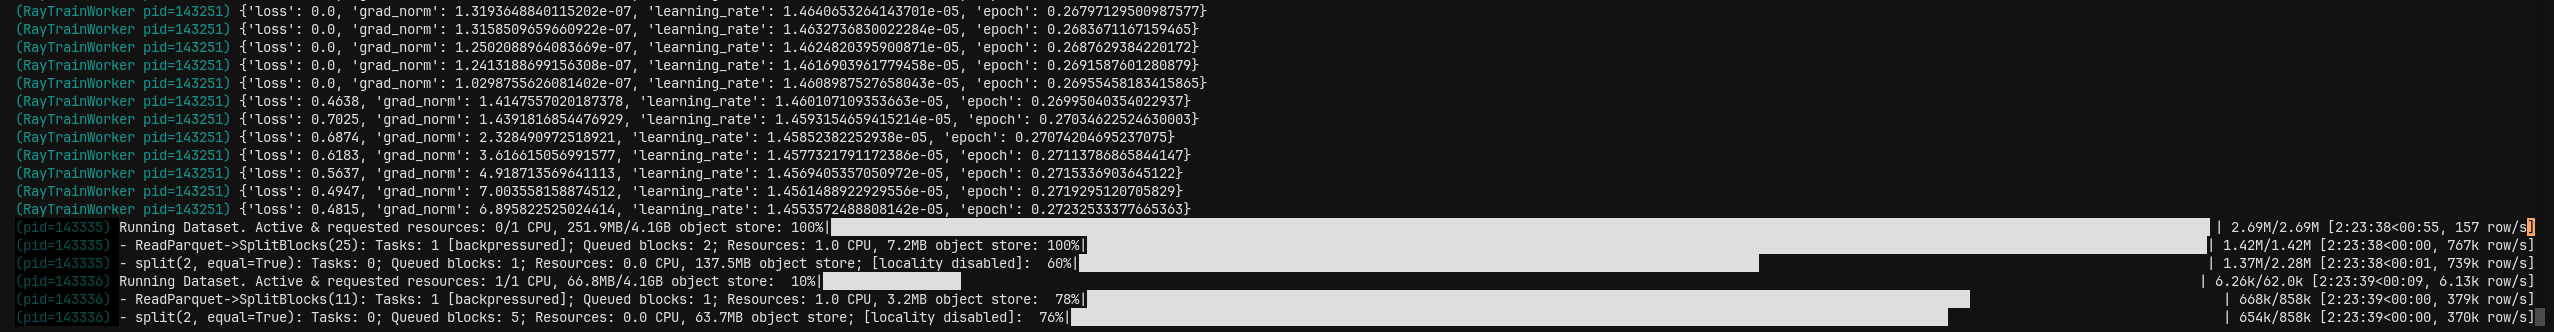 (RayTrainWorker pid=143251) {'loss': 0.0, 'grad_norm': 1.3193648840115202e-07, 'learning_rate': 1.4640653264143701e-05, 'epoch': 0.26797129500987577}
(RayTrainWorker pid=143251) {'loss': 0.0, 'grad_norm': 1.3158509659660922e-07, 'learning_rate': 1.4632736830022284e-05, 'epoch': 0.2683671167159465}
(RayTrainWorker pid=143251) {'loss': 0.0, 'grad_norm': 1.2502088964083669e-07, 'learning_rate': 1.4624820395900871e-05, 'epoch': 0.2687629384220172}
(RayTrainWorker pid=143251) {'loss': 0.0, 'grad_norm': 1.2413188699156308e-07, 'learning_rate': 1.4616903961779458e-05, 'epoch': 0.2691587601280879}
(RayTrainWorker pid=143251) {'loss': 0.0, 'grad_norm': 1.0298755626081402e-07, 'learning_rate': 1.4608987527658043e-05, 'epoch': 0.26955458183415865}
(RayTrainWorker pid=143251) {'loss': 0.4638, 'grad_norm': 1.4147557020187378, 'learning_rate': 1.460107109353663e-05, 'epoch': 0.26995040354022937}
(RayTrainWorker pid=143251) {'loss': 0.7025, 'grad_norm': 1.4391816854476929, 'learning_rate': 1.4593154659415214e-05, 'epoch': 0.27034622524630003}
(RayTrainWorker pid=143251) {'loss': 0.6874, 'grad_norm': 2.328490972518921, 'learning_rate': 1.45852382252938e-05, 'epoch': 0.27074204695237075}
(RayTrainWorker pid=143251) {'loss': 0.6183, 'grad_norm': 3.616615056991577, 'learning_rate': 1.4577321791172386e-05, 'epoch': 0.27113786865844147}
(RayTrainWorker pid=143251) {'loss': 0.5637, 'grad_norm': 4.918713569641113, 'learning_rate': 1.4569405357050972e-05, 'epoch': 0.2715336903645122}
(RayTrainWorker pid=143251) {'loss': 0.4947, 'grad_norm': 7.003558158874512, 'learning_rate': 1.4561488922929556e-05, 'epoch': 0.2719295120705829}
(RayTrainWorker pid=143251) {'loss': 0.4815, 'grad_norm': 6.895822525024414, 'learning_rate': 1.4553572488808142e-05, 'epoch': 0.27232533377665363}
(pid=143335) Running Dataset. Active & requested resources: 0/1 CPU, 251.9MB/4.1GB object store: 100%| | 2.69M/2.69M [2:23:38<00:55, 157 row/s]
(pid=143335) - ReadParquet->SplitBlocks(25): Tasks: 1 [backpressured]; Queued blocks: 2; Resources: 1.0 CPU, 7.2MB object store: 100%| | 1.42M/1.42M [2:23:38<00:00, 767k row/s]
(pid=143335) - split(2, equal=True): Tasks: 0; Queued blocks: 1; Resources: 0.0 CPU, 137.5MB object store; [locality disabled]: 60%| | 1.37M/2.28M [2:23:38<00:01, 739k row/s]
(pid=143336) Running Dataset. Active & requested resources: 1/1 CPU, 66.8MB/4.1GB object store: 10%| | 6.26k/62.0k [2:23:39<00:09, 6.13k row/s]
(pid=143336) - ReadParquet->SplitBlocks(11): Tasks: 1 [backpressured]; Queued blocks: 1; Resources: 1.0 CPU, 3.2MB object store: 78%| | 668k/858k [2:23:39<00:00, 379k row/s]
(pid=143336) - split(2, equal=True): Tasks: 0; Queued blocks: 5; Resources: 0.0 CPU, 63.7MB object store; [locality disabled]: 76%| | 654k/858k [2:23:39<00:00, 370k row/s]